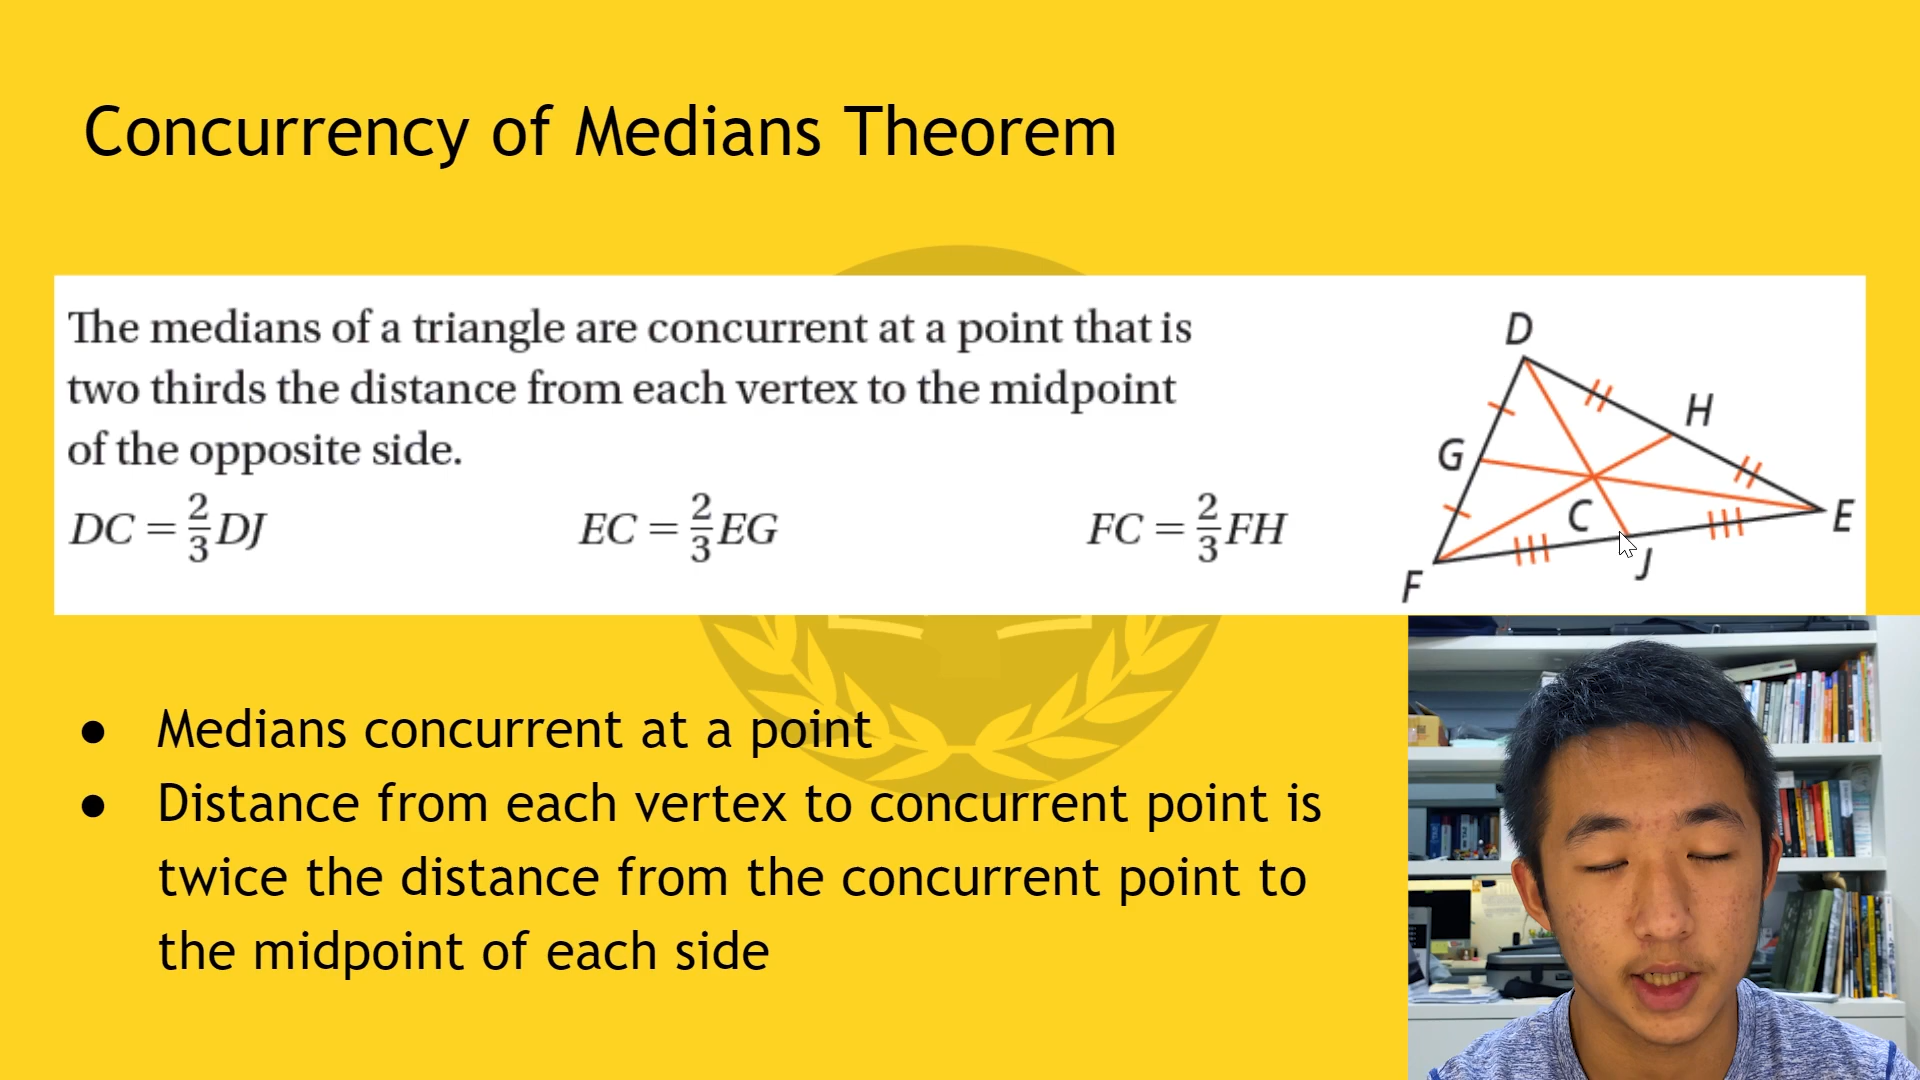 Concurrency of Medians Theorem
The medians of a triangle are concurrent at a point that is
two thirds the distance from each vertex to the midpoint
of the opposite side.
DC = 2/3 DJ EC = 2/3 EG FC = 2/3 FH
D
H
G
C
E
J
F
● Medians concurrent at a point
● Distance from each vertex to concurrent point is
twice the distance from the concurrent point to
the midpoint of each side